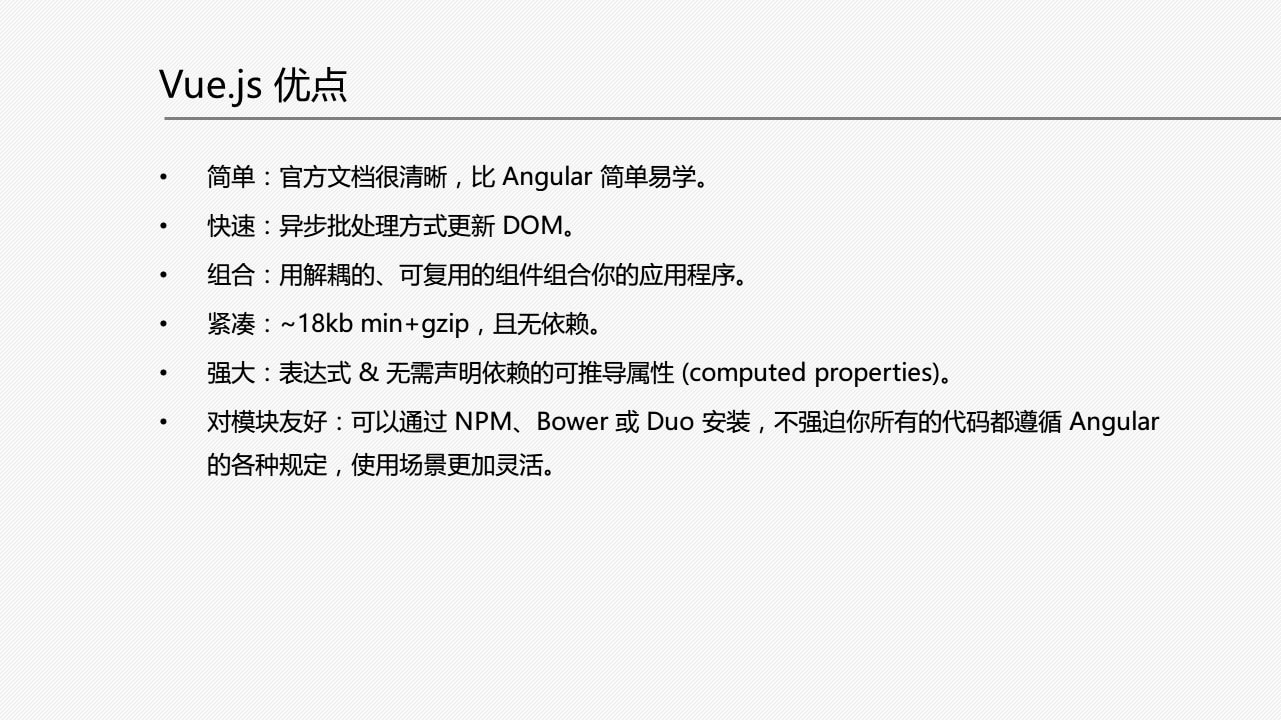 Vue.js 优点
• 简单：官方文档很清晰，比 Angular 简单易学。
• 快速：异步批处理方式更新 DOM。
• 组合：用解耦的、可复用的组件组合你的应用程序。
• 紧凑：~18kb min+gzip，且无依赖。
• 强大：表达式 & 无需声明依赖的可推导属性 (computed properties)。
• 对模块友好：可以通过 NPM、Bower 或 Duo 安装，不强迫你所有的代码都遵循 Angular
的各种规定，使用场景更加灵活。